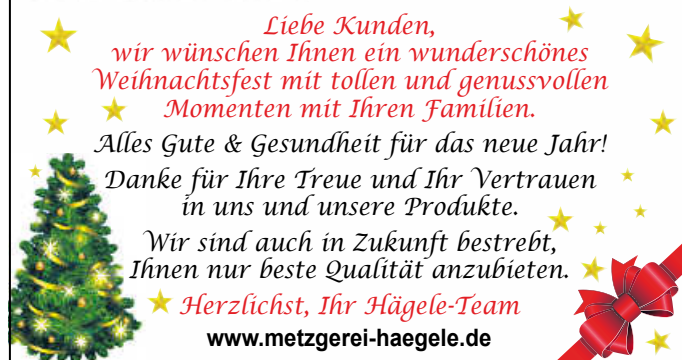 Liebe Kunden,
wir wünschen Ihnen ein wunderschönes
Weihnachtsfest mit tollen und genussvollen
Momenten mit Ihren Familien.
Alles Gute & Gesundheit für das neue Jahr!
Danke für Ihre Treue und Ihr Vertrauen
in uns und unsere Produkte.
Wir sind auch in Zukunft bestrebt,
Ihnen nur beste Qualität anzubieten.
Herzlichst, Ihr Hägele-Team
www.metzgerei-haegele.de